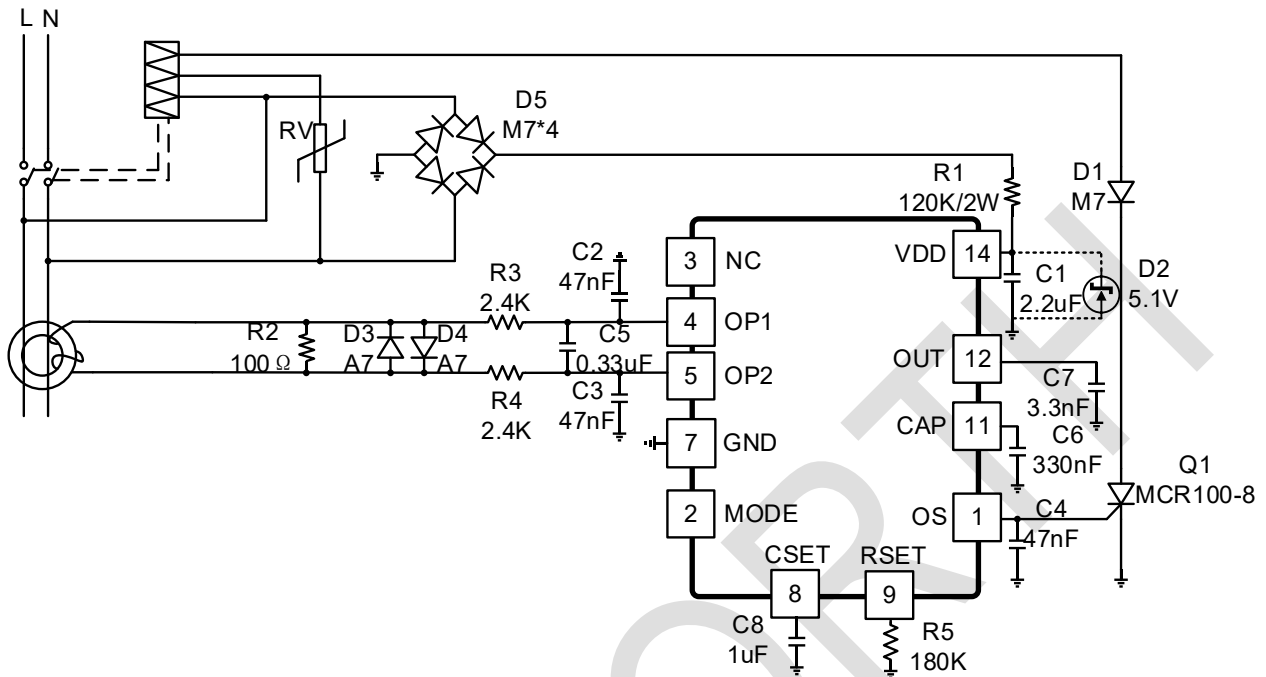 L N
D5
M7*4
RV
R1
120K/2W
D1
M7
C2
47nF
3 NC
VDD 14
C1
2.2uF
D2
5.1V
R3
2.4K
R2
100 Ω
D3
A7
D4
A7
C5
0.33uF
4 OP1
5 OP2
C3
47nF
R4
2.4K
OUT 12
C7
3.3nF
7 GND
CAP 11
C6
330nF
Q1
MCR100-8
2 MODE
OS 1
C4
47nF
CSET
8
RSET
9
C8
1uF
R5
180K
ORTH